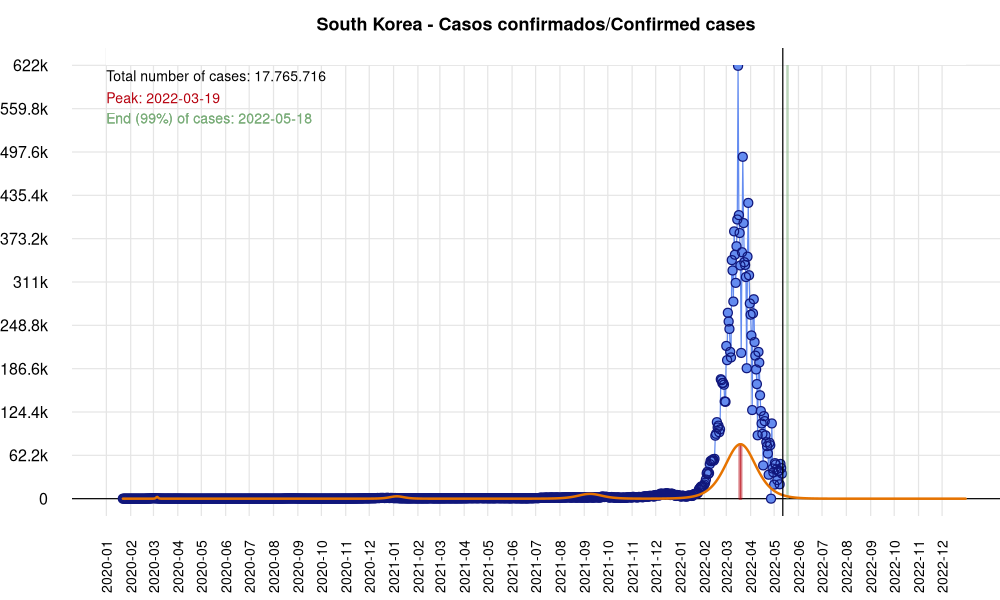 South Korea - Casos confirmados/Confirmed cases
622k
Total number of cases: 17.765.716
Peak: 2022-03-19
559.8k
End (99%) of cases: 2022-05-18
497.6k
435.4k
373.2k
311k
248.8k
186.6k
124.4k
62.2k
0
2020-01
2020-02
2020-03
2020-04
2020-05
2020-06
2020-07
2020-08
2020-09
2020-10
2020-11
2020-12
2021-01
2021-02
2021-03
2021-04
2021-05
2021-06
2021-07
2021-08
2021-09
2021-10
2021-11
2021-12
2022-01
2022-02
2022-03
2022-04
2022-05
2022-06
2022-07
2022-08
2022-09
2022-10
2022-11
2022-12